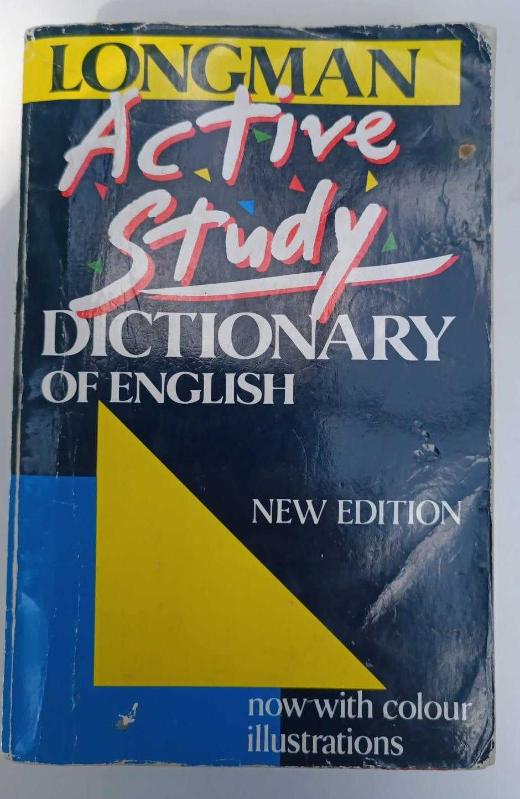 LONGMAN
Active
Study
DICTIONARY
OF ENGLISH
NEW EDITION
now with colour
illustrations